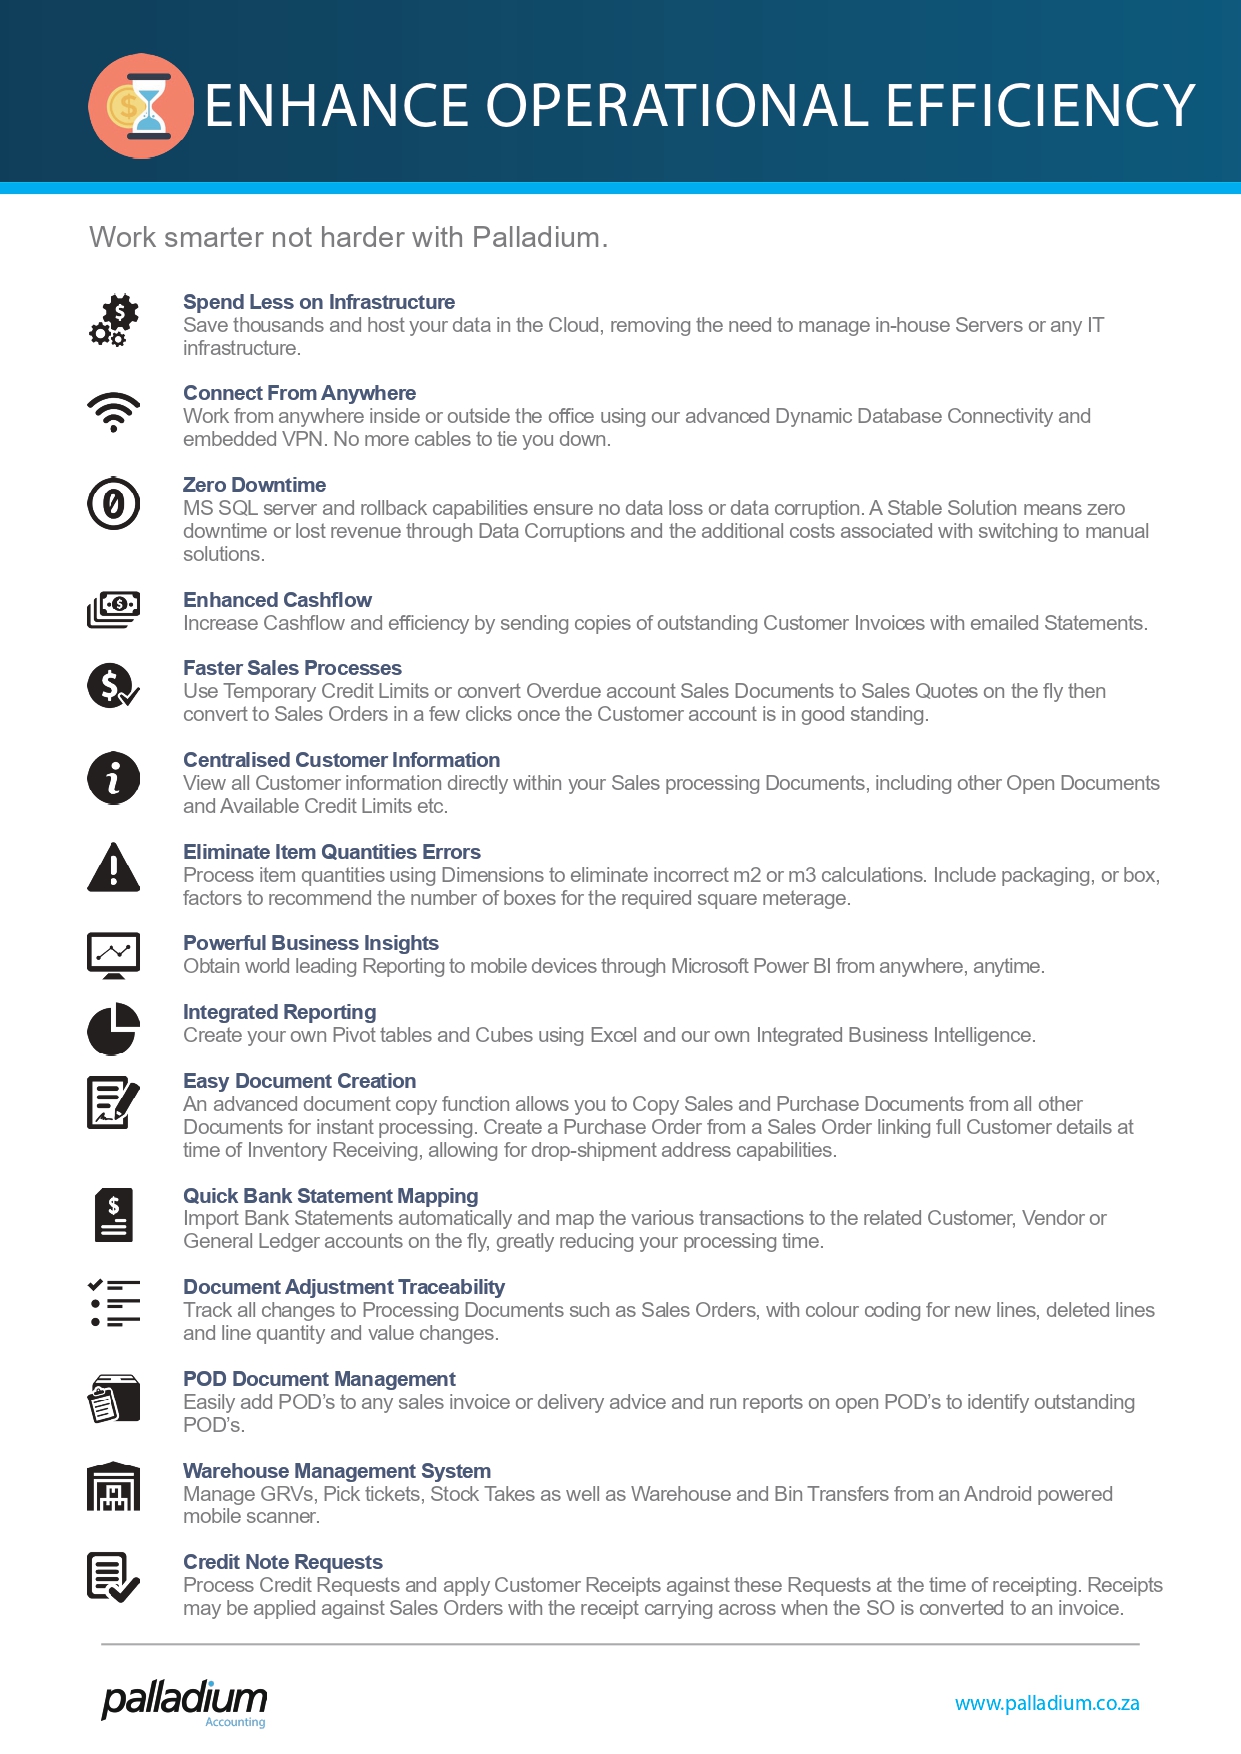 ENHANCE OPERATIONAL EFFICIENCY
Work smarter not harder with Palladium.
Spend Less on Infrastructure
Save thousands and host your data in the Cloud, removing the need to manage in-house Servers or any IT
infrastructure.
Connect From Anywhere
Work from anywhere inside or outside the office using our advanced Dynamic Database Connectivity and
embedded VPN. No more cables to tie you down.
Zero Downtime
MS SQL server and rollback capabilities ensure no data loss or data corruption. A Stable Solution means zero
downtime or lost revenue through Data Corruptions and the additional costs associated with switching to manual
solutions.
Enhanced Cashflow
Increase Cashflow and efficiency by sending copies of outstanding Customer Invoices with emailed Statements.
Faster Sales Processes
Use Temporary Credit Limits or convert Overdue account Sales Documents to Sales Quotes on the fly then
convert to Sales Orders in a few clicks once the Customer account is in good standing.
Centralised Customer Information
View all Customer information directly within your Sales processing Documents, including other Open Documents
and Available Credit Limits etc.
Eliminate Item Quantities Errors
Process item quantities using Dimensions to eliminate incorrect m2 or m3 calculations. Include packaging, or box,
factors to recommend the number of boxes for the required square meterage.
Powerful Business Insights
Obtain world leading Reporting to mobile devices through Microsoft Power BI from anywhere, anytime.
Integrated Reporting
Create your own Pivot tables and Cubes using Excel and our own Integrated Business Intelligence.
Easy Document Creation
An advanced document copy function allows you to Copy Sales and Purchase Documents from all other
Documents for instant processing. Create a Purchase Order from a Sales Order linking full Customer details at
time of Inventory Receiving, allowing for drop-shipment address capabilities.
Quick Bank Statement Mapping
Import Bank Statements automatically and map the various transactions to the related Customer, Vendor or
General Ledger accounts on the fly, greatly reducing your processing time.
Document Adjustment Traceability
Track all changes to Processing Documents such as Sales Orders, with colour coding for new lines, deleted lines
and line quantity and value changes.
POD Document Management
Easily add POD’s to any sales invoice or delivery advice and run reports on open POD’s to identify outstanding
POD’s.
Warehouse Management System
Manage GRVs, Pick tickets, Stock Takes as well as Warehouse and Bin Transfers from an Android powered
mobile scanner.
Credit Note Requests
Process Credit Requests and apply Customer Receipts against these Requests at the time of receipting. Receipts
may be applied against Sales Orders with the receipt carrying across when the SO is converted to an invoice.
palladium
Accounting
www.palladium.co.za